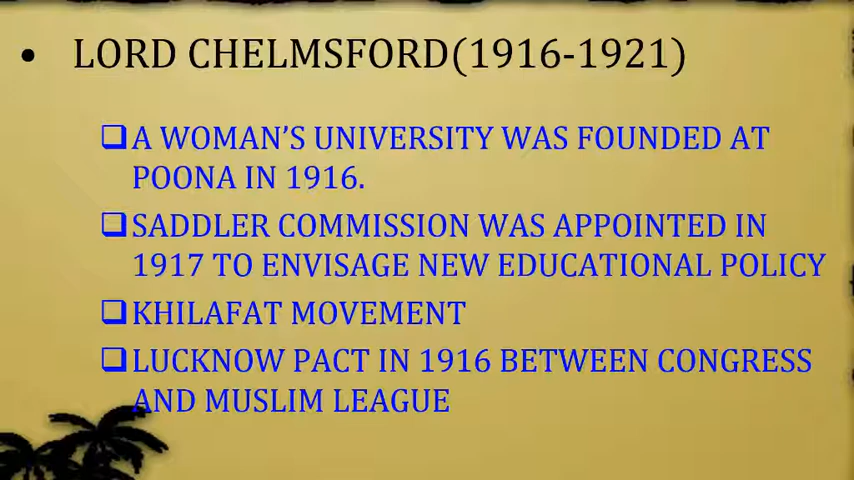 • LORD CHELMSFORD(1916-1921)
❑A WOMAN'S UNIVERSITY WAS FOUNDED AT
POONA IN 1916.
❑SADDLER COMMISSION WAS APPOINTED IN
1917 TO ENVISAGE NEW EDUCATIONAL POLICY
❑KHILAFAT MOVEMENT
❑LUCKNOW PACT IN 1916 BETWEEN CONGRESS
AND MUSLIM LEAGUE